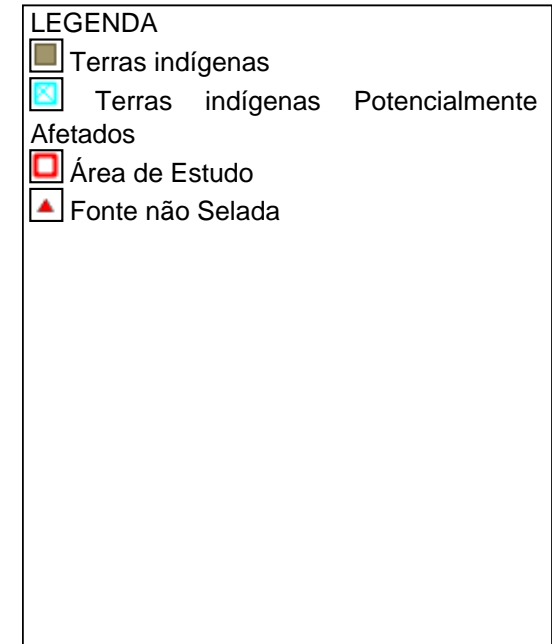 LEGENDA
Terras indígenas
Terras indígenas Potencialmente
Afetados
Área de Estudo
Fonte não Selada